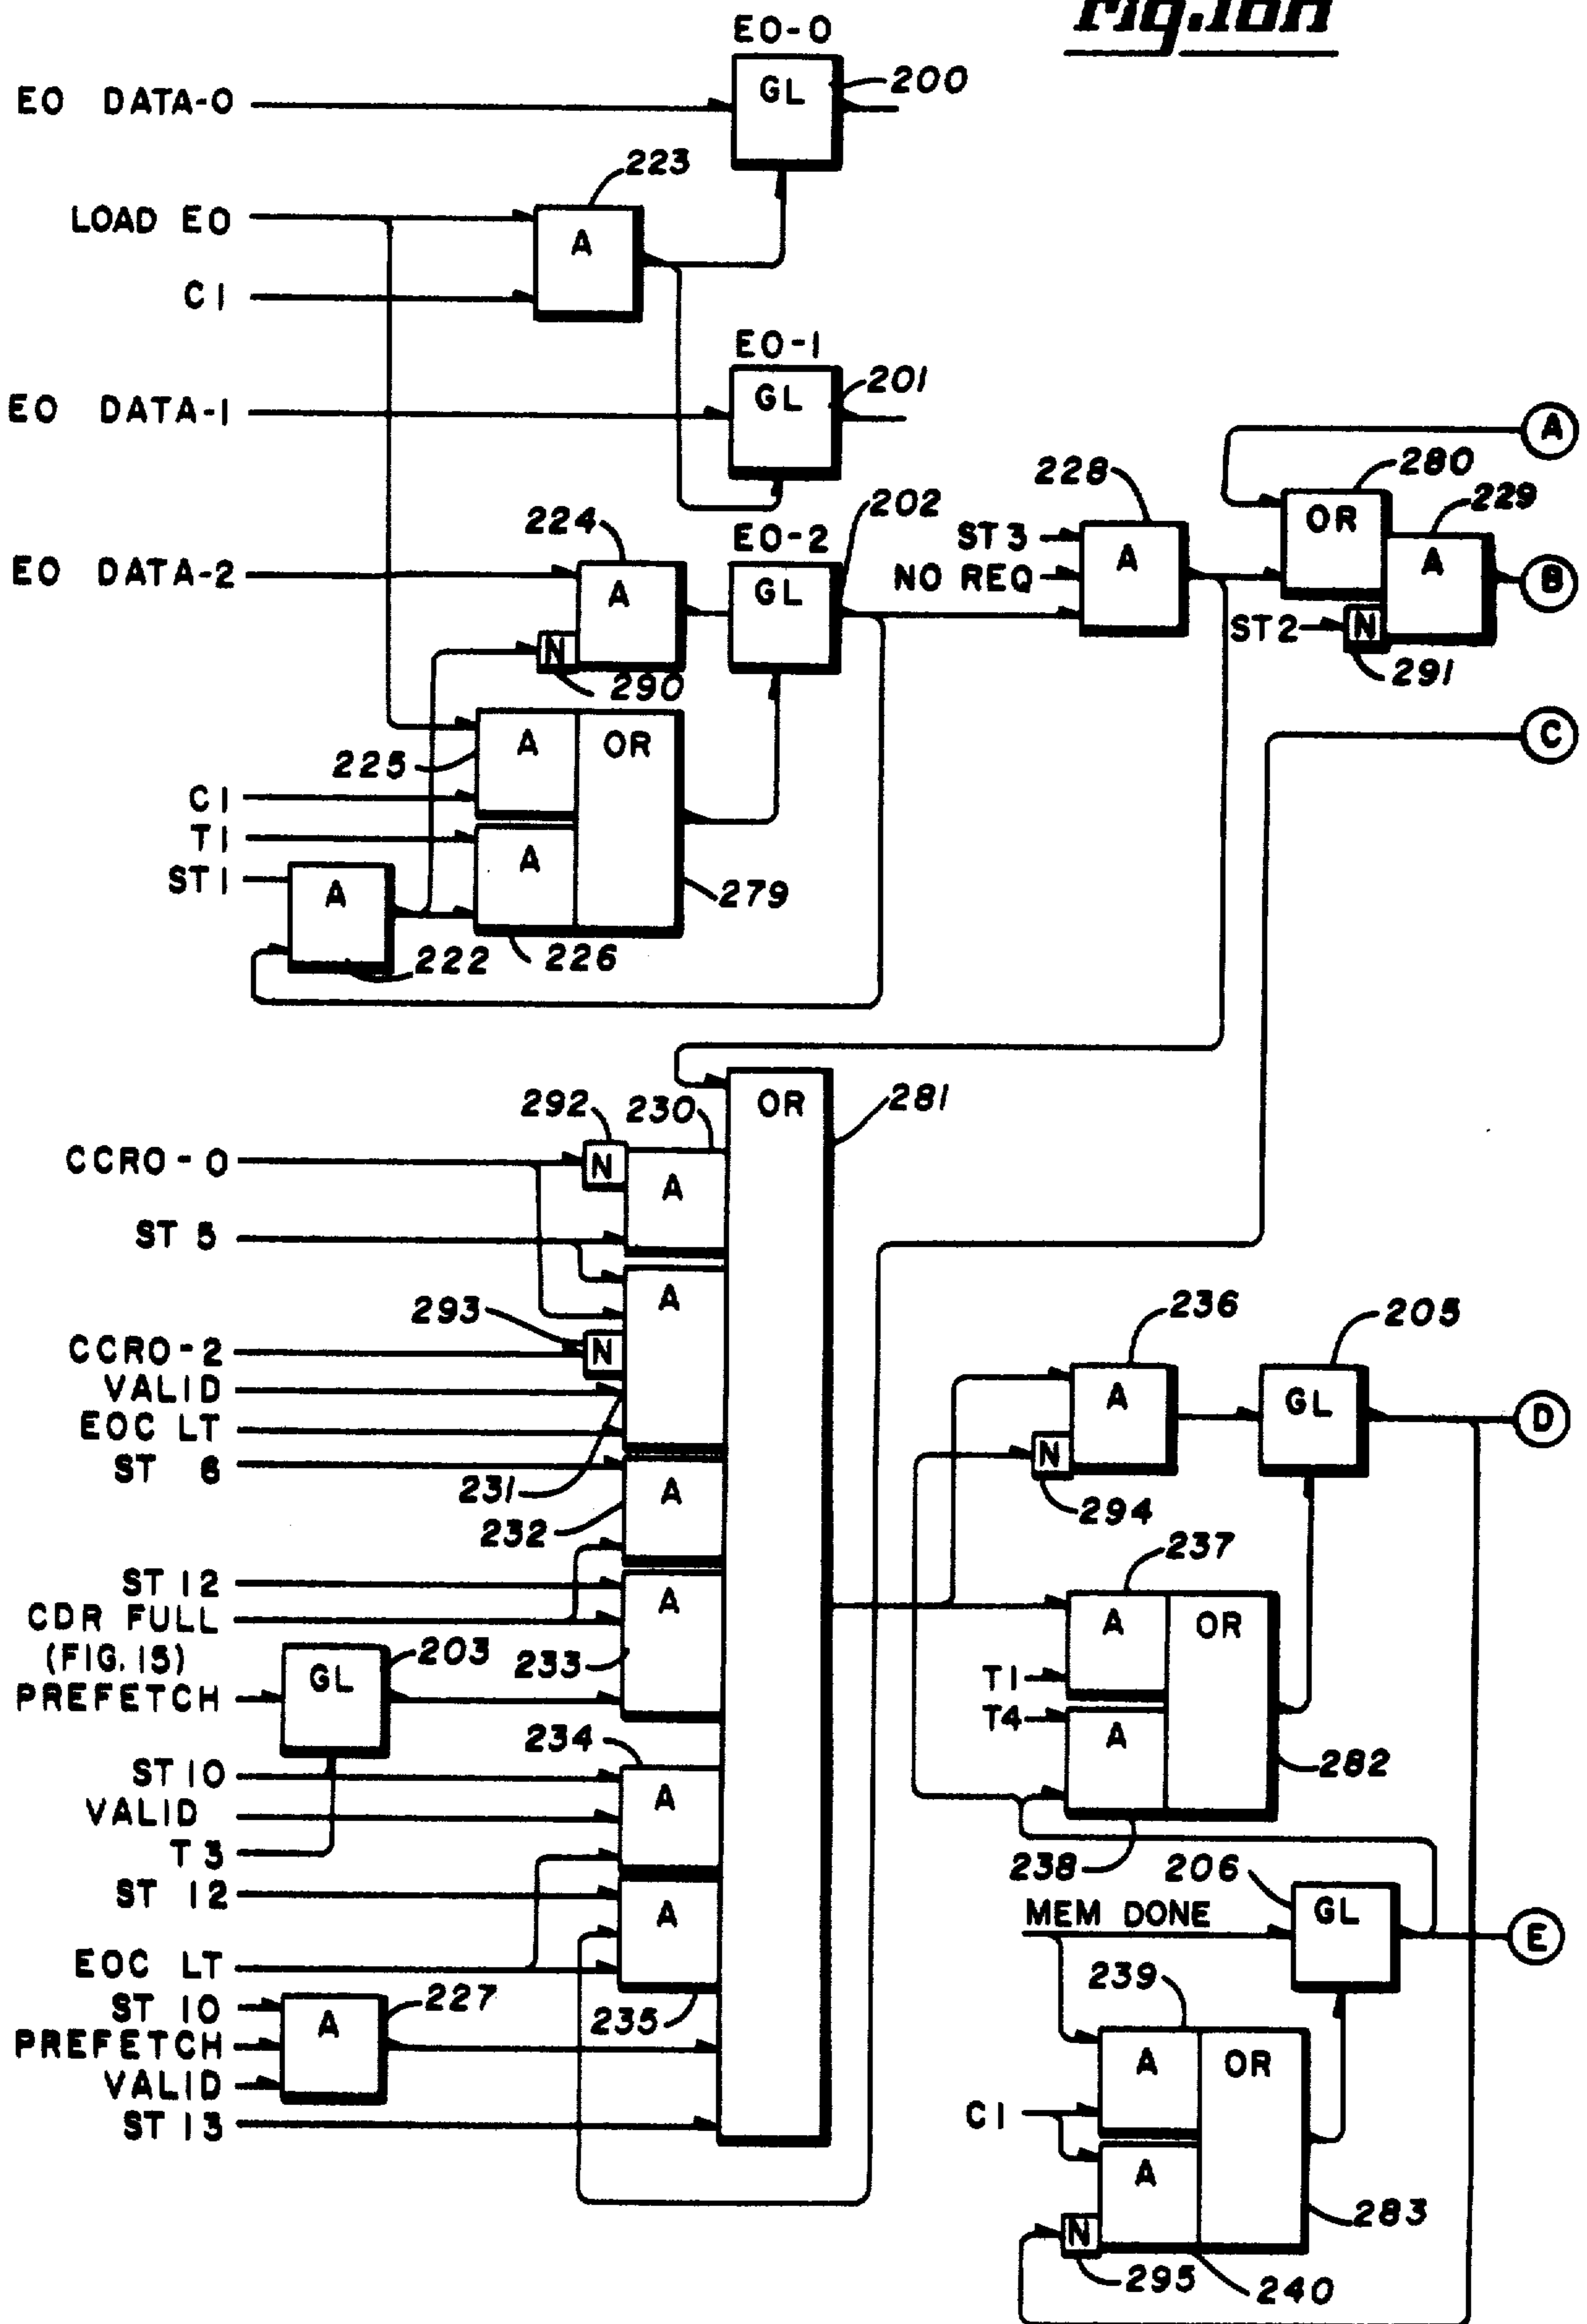 EO-0
EO DATA-0
GL
200
223
LOAD EO
A
C1
EO-1
EO DATA-1
GL
201
A
228
280
224
202
229
EO-2
ST3
OR
EO DATA-2
A
GL
NO REQ
A
A
B
ST2
N
N
290
291
C
225
A
OR
C1
T1
A
ST1
A
279
222
226
292
230
OR
281
CCRO-0
N
A
ST 5
293
A
236
205
CCRO-2
N
VALID
A
GL
D
EOC LT
ST 6
N
231
A
294
232
237
ST 12
A
CDR FULL
A
OR
(FIG. 15)
203
233
PREFETCH
GL
T1
T4
234
A
282
ST 10
A
VALID
T3
238
206
ST 12
A
MEM DONE
GL
E
EOC LT
239
ST 10
227
235
A
A
OR
PREFETCH
VALID
C1
ST 13
A
283
N
295
240